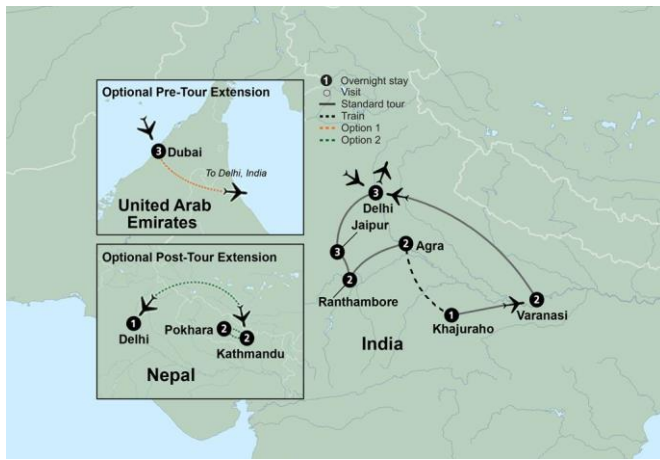 Optional Pre-Tour Extension
3 Dubai
To Delhi, India
United Arab
Emirates
Optional Post-Tour Extension
1
Delhi
Pokhara 2
2
Kathmandu
Nepal
1 Overnight stay
Visit
Standard tour
Train
Option 1
Option 2
3
Delhi
Jaipur
3
2 Agra
2
Ranthambore
1
Khajuraho
2
Varanasi
India